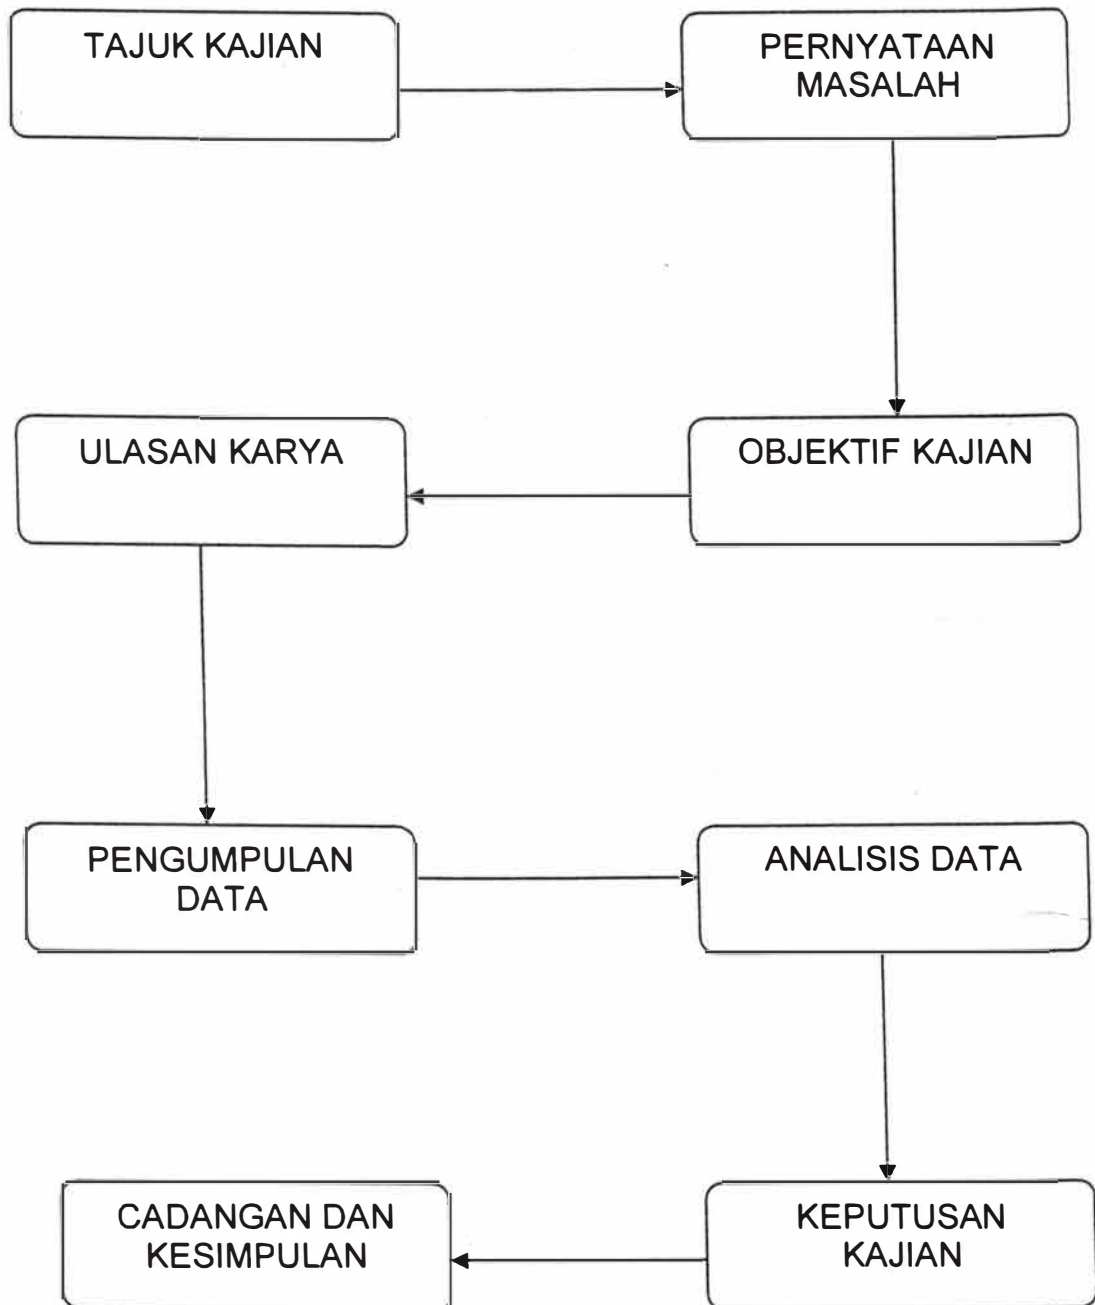 TAJUK KAJIAN
PERNYATAAN
MASALAH
OBJEKTIF KAJIAN
ULASAN KARYA
PENGUMPULAN
DATA
ANALISIS DATA
KEPUTUSAN
KAJIAN
CADANGAN DAN
KESIMPULAN